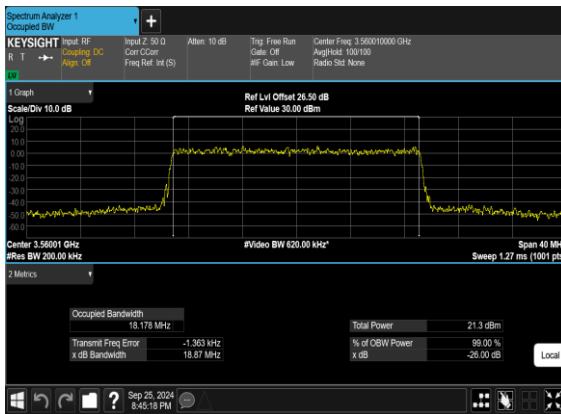 Spectrum Analyzer 1
Occupied BW
KEYSIGHT Input: RF Input Z: 50 Ω Atten: 10 dB Trig: Free Run Center Freq: 3.560010000 GHz
R T Coupling: DC Corr CCorr Gate: Off Avg|Hold: 100/100
Align: Off Freq Ref: Int (S) #IF Gain: Low Radio Std: None
1 Graph Ref Lvl Offset 26.50 dB
Scale/Div 10.0 dB Ref Value 30.00 dBm
Log
20.0
10.0
0.00
-10.0
-20.0
-30.0
-40.0
-50.0
-60.0
Center 3.56001 GHz #Video BW 620.00 kHz* Span 40 MH
#Res BW 200.00 kHz Sweep 1.27 ms (1001 pts
2 Metrics
Occupied Bandwidth
18.178 MHz Total Power 21.3 dBm
Transmit Freq Error -1.363 kHz % of OBW Power 99.00 %
x dB Bandwidth 18.87 MHz x dB -26.00 dB
Local
Sep 25, 2024
8:45:18 PM